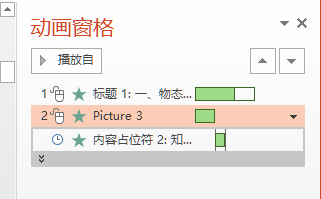 动画窗格
播放自
1 标题 1: 一、物态...
2 Picture 3
内容占位符 2: 知...